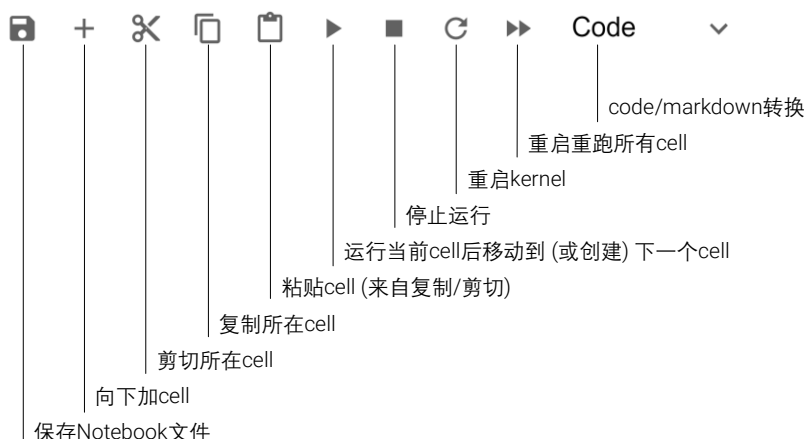 Code
code/markdown转换
重启重跑所有cell
重启kernel
停止运行
运行当前cell后移动到 (或创建) 下一个cell
粘贴cell (来自复制/剪切)
复制所在cell
剪切所在cell
向下加cell
保存Notebook文件